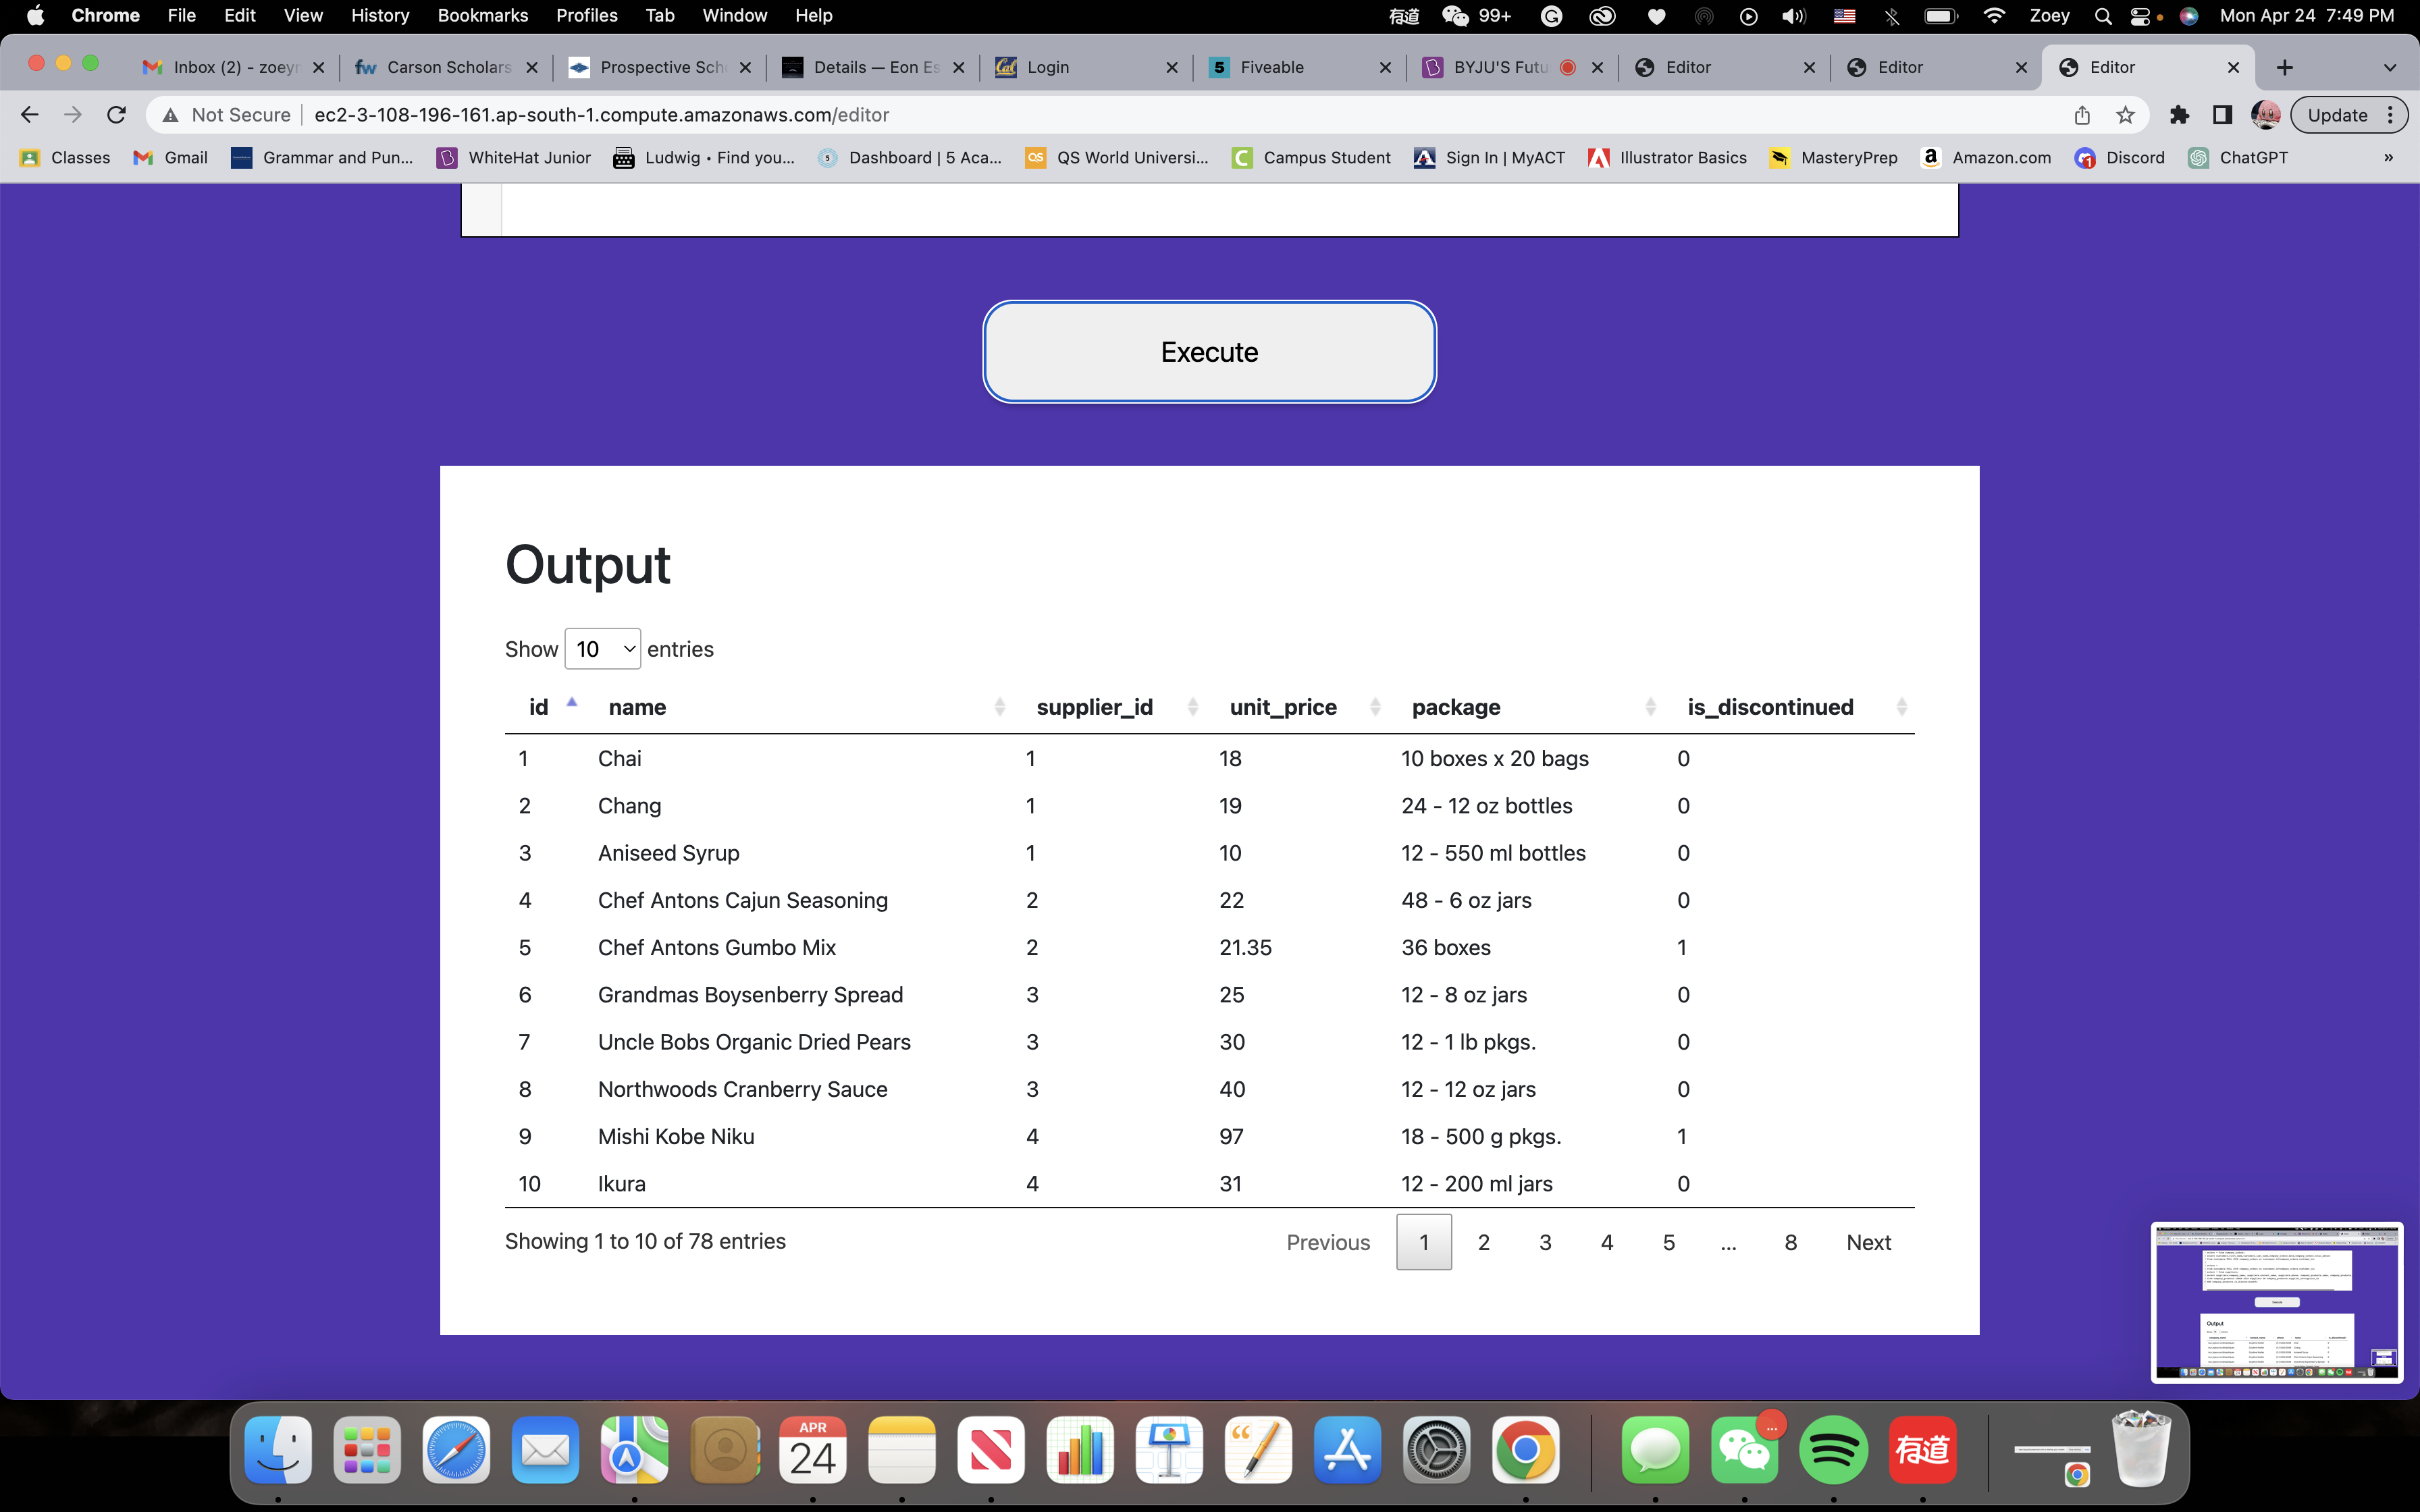 Chrome File Edit View History Bookmarks Profiles Tab Window Help 有道 99+ Zoey Mon Apr 24 7:49 PM
Inbox (2) - zoeyr Carson Scholars Prospective Sch Details — Eon Es Login Fiveable BYJU'S Futu Editor Editor Editor
Not Secure ec2-3-108-196-161.ap-south-1.compute.amazonaws.com/editor Update
Classes Gmail Grammar and Pun... WhiteHat Junior Ludwig • Find you... Dashboard | 5 Aca... QS World Universi... Campus Student Sign In | MyACT Illustrator Basics MasteryPrep Amazon.com Discord ChatGPT »
Execute
Output
Show 10 entries
id name supplier_id unit_price package is_discontinued
1 Chai 1 18 10 boxes x 20 bags 0
2 Chang 1 19 24 - 12 oz bottles 0
3 Aniseed Syrup 1 10 12 - 550 ml bottles 0
4 Chef Antons Cajun Seasoning 2 22 48 - 6 oz jars 0
5 Chef Antons Gumbo Mix 2 21.35 36 boxes 1
6 Grandmas Boysenberry Spread 3 25 12 - 8 oz jars 0
7 Uncle Bobs Organic Dried Pears 3 30 12 - 1 lb pkgs. 0
8 Northwoods Cranberry Sauce 3 40 12 - 12 oz jars 0
9 Mishi Kobe Niku 4 97 18 - 500 g pkgs. 1
10 Ikura 4 31 12 - 200 ml jars 0
Showing 1 to 10 of 78 entries Previous 1 2 3 4 5 ... 8 Next
Output
APR
24
有道